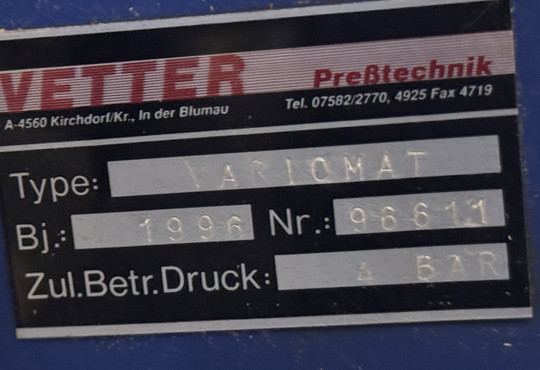 VETTER Preßtechnik
A-4560 Kirchdorf/Kr., In der Blumau Tel. 07582/2770, 4925 Fax 4719
Type: VARIOMAT
Bj.: 1996 Nr.: 96611
Zul.Betr.Druck: BAR